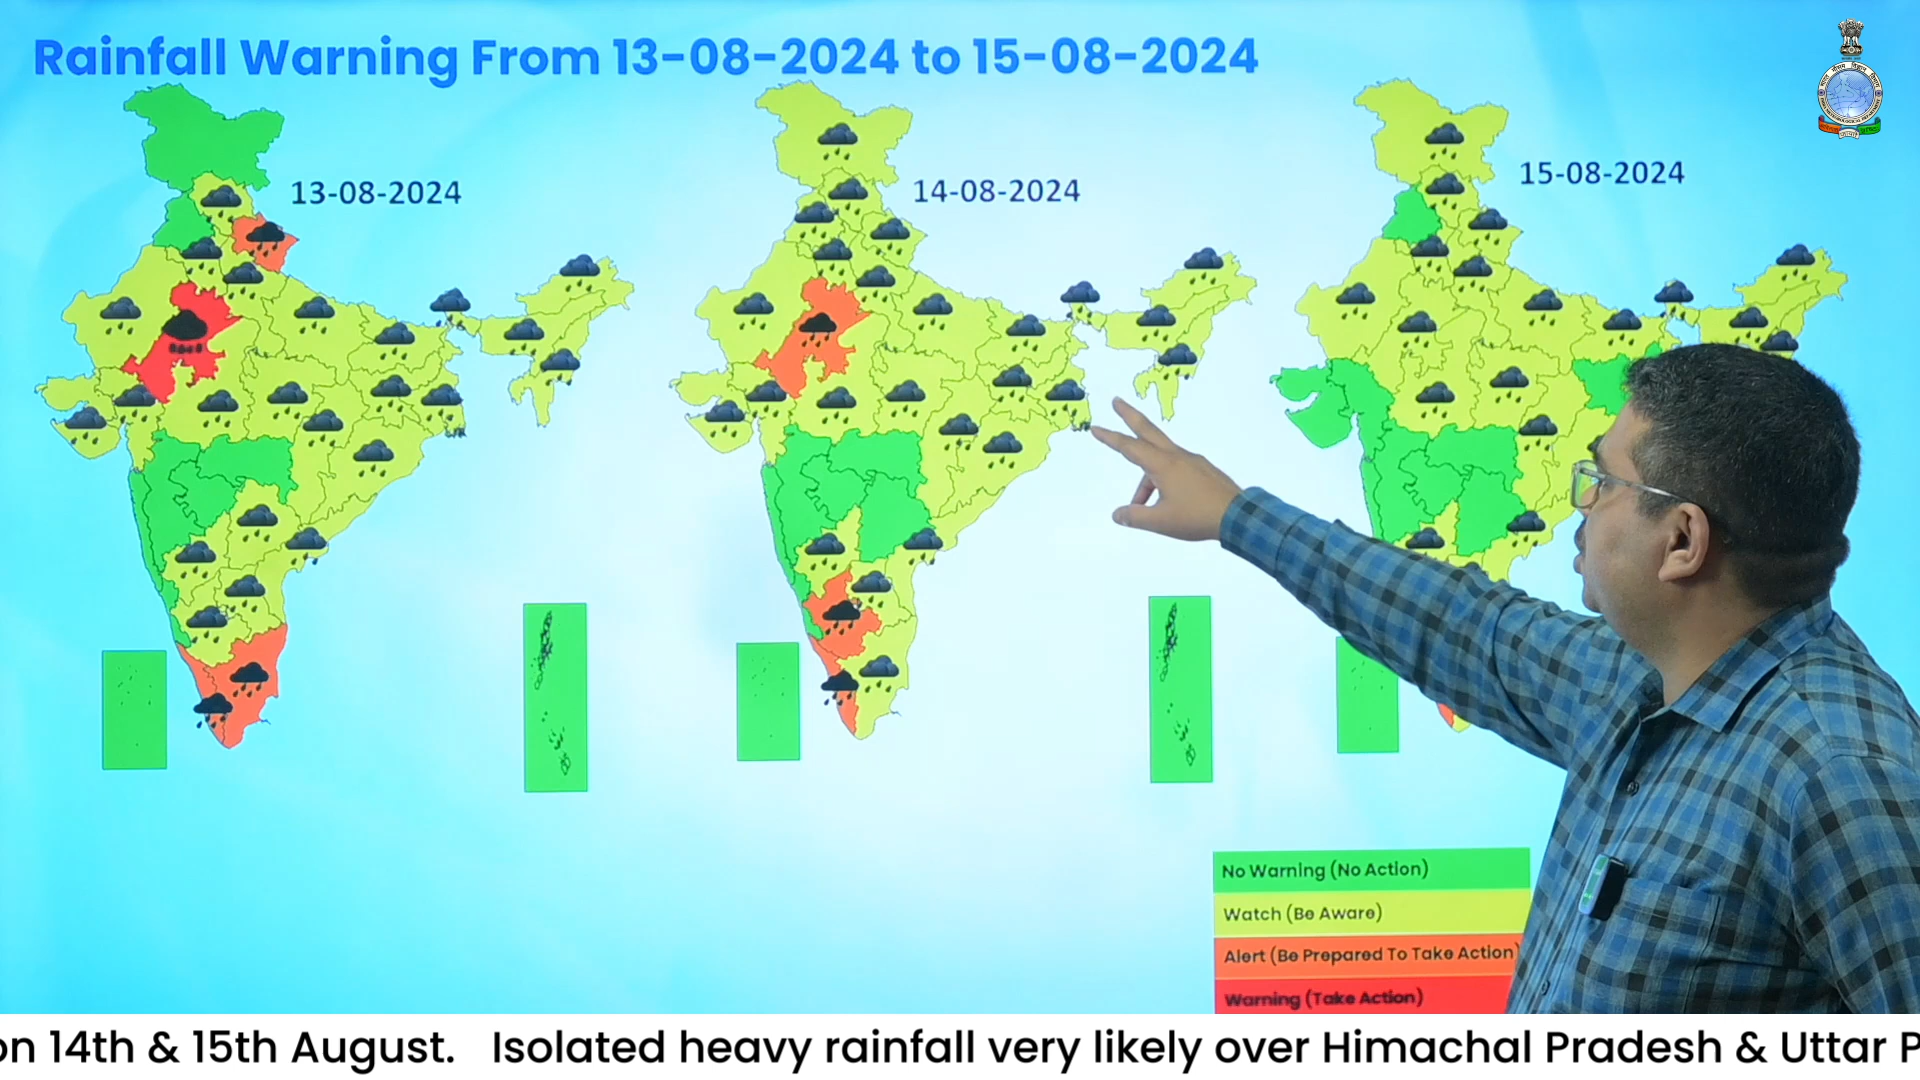 Rainfall Warning From 13-08-2024 to 15-08-2024
13-08-2024
14-08-2024
15-08-2024
No Warning (No Action)
Watch (Be Aware)
Alert (Be Prepared To Take Action)
Warning (Take Action)
on 14th & 15th August. Isolated heavy rainfall very likely over Himachal Pradesh & Uttar P